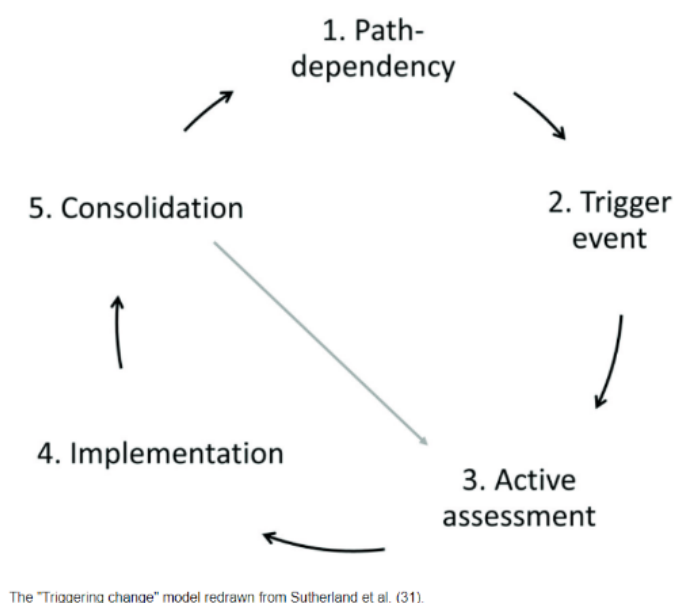 1. Path-
dependency
2. Trigger
event
5. Consolidation
4. Implementation
3. Active
assessment
The "Triggering change" model redrawn from Sutherland et al. (31).